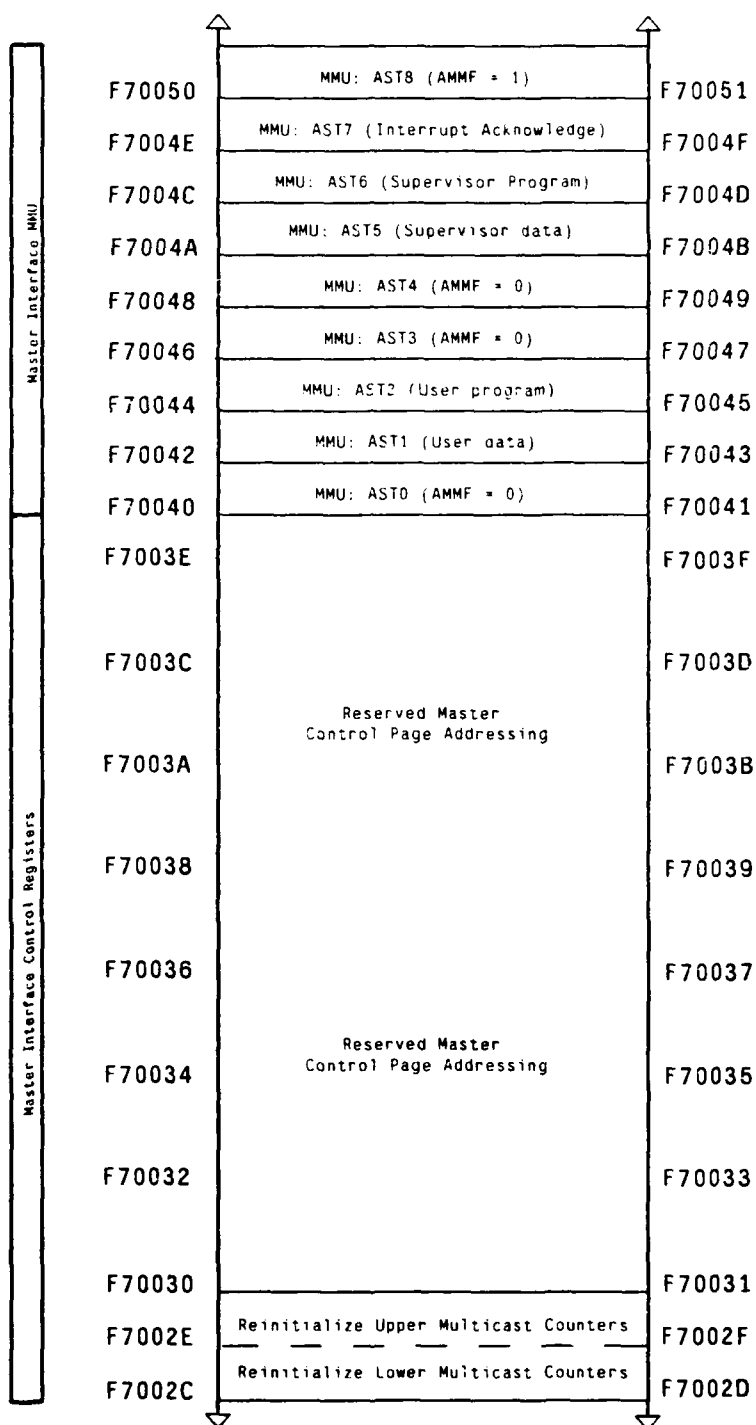 F70050 MMU: AST8 (AMMF = 1) F70051
F7004E MMU: AST7 (Interrupt Acknowledge) F7004F
F7004C MMU: AST6 (Supervisor Program) F7004D
F7004A MMU: AST5 (Supervisor data) F7004B
F70048 MMU: AST4 (AMMF = 0) F70049
F70046 MMU: AST3 (AMMF = 0) F70047
F70044 MMU: AST2 (User program) F70045
F70042 MMU: AST1 (User data) F70043
F70040 MMU: AST0 (AMMF = 0) F70041
Master Interface MMU
F7003E F7003F
F7003C F7003D
Reserved Master
Control Page Addressing
F7003A F7003B
F70038 F70039
F70036 F70037
Reserved Master
Control Page Addressing
F70034 F70035
F70032 F70033
F70030 F70031
Reinitialize Upper Multicast Counters
F7002E F7002F
Reinitialize Lower Multicast Counters
F7002C F7002D
Master Interface Control Registers